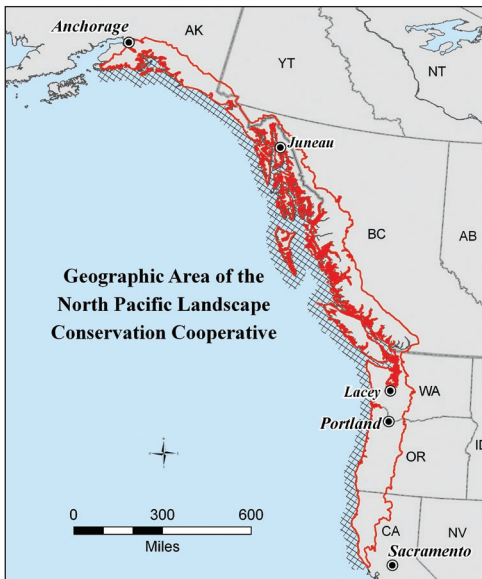 Anchorage
AK
YT
NT
Juneau
BC
AB
Geographic Area of the
North Pacific Landscape
Conservation Cooperative
Lacey
WA
Portland
OR
ID
0 300 600
Miles
CA
NV
Sacramento